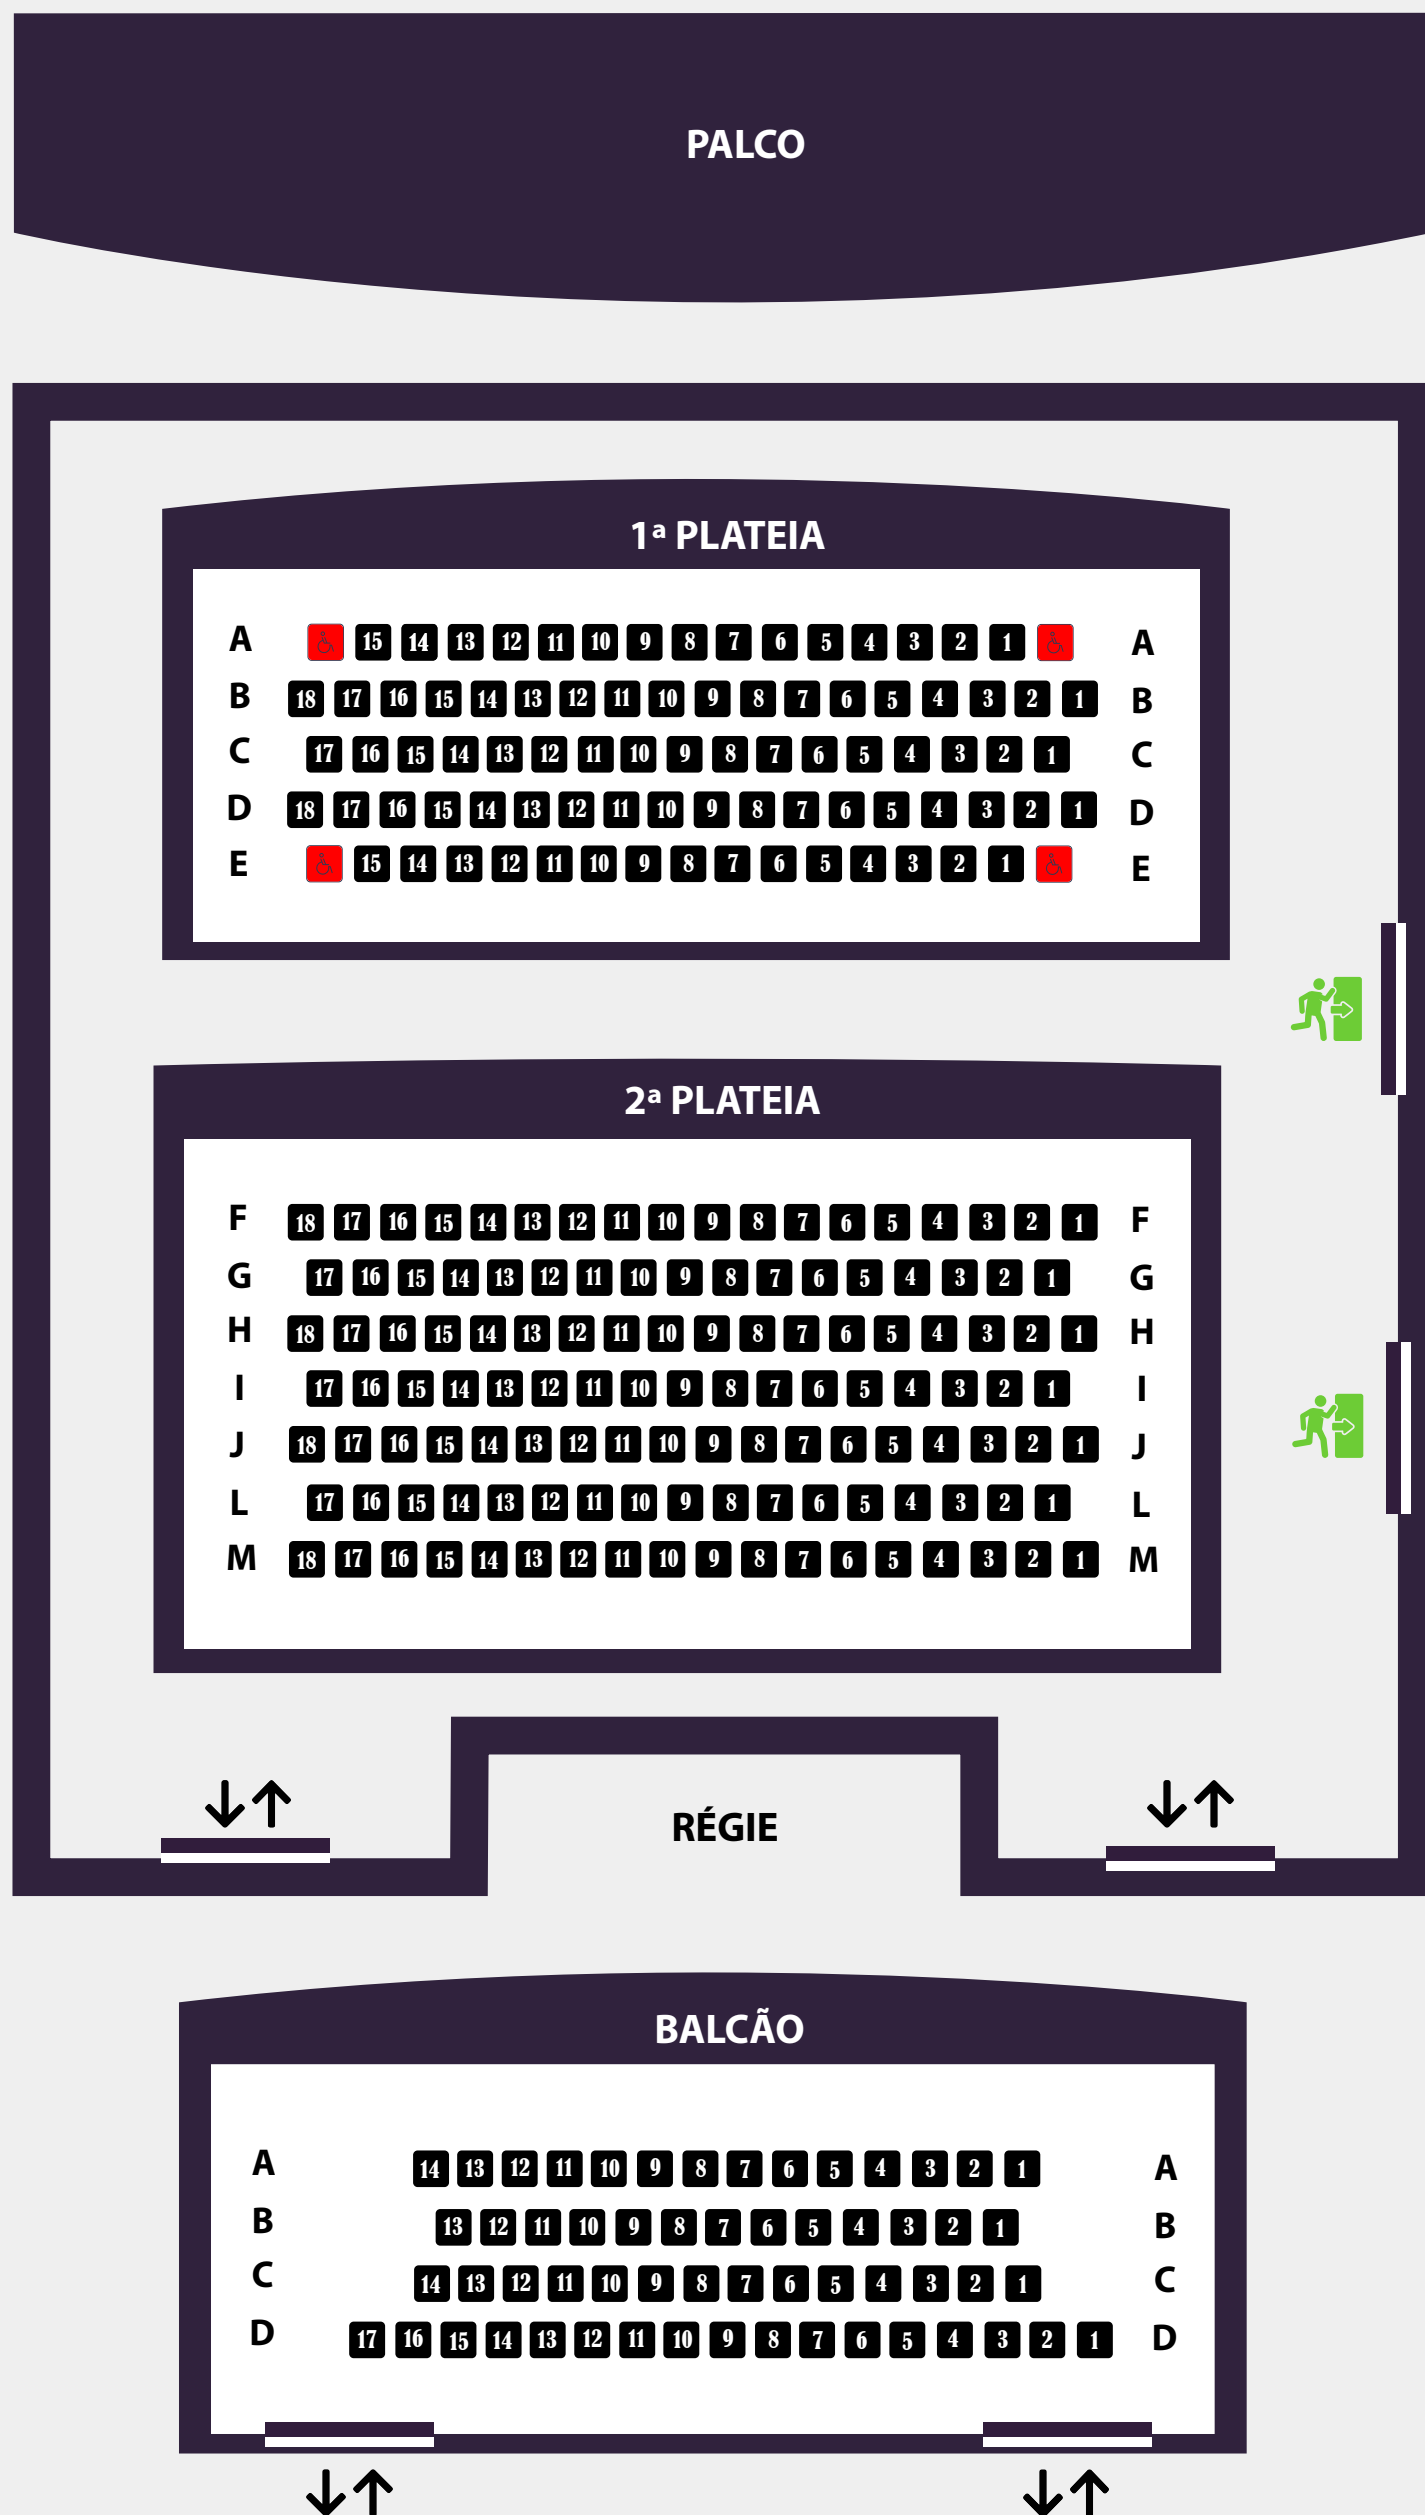 PALCO
1ª PLATEIA
A 15 14 13 12 11 10 9 8 7 6 5 4 3 2 1 A
B 18 17 16 15 14 13 12 11 10 9 8 7 6 5 4 3 2 1 B
C 17 16 15 14 13 12 11 10 9 8 7 6 5 4 3 2 1 C
D 18 17 16 15 14 13 12 11 10 9 8 7 6 5 4 3 2 1 D
E 15 14 13 12 11 10 9 8 7 6 5 4 3 2 1 E
2ª PLATEIA
F 18 17 16 15 14 13 12 11 10 9 8 7 6 5 4 3 2 1 F
G 17 16 15 14 13 12 11 10 9 8 7 6 5 4 3 2 1 G
H 18 17 16 15 14 13 12 11 10 9 8 7 6 5 4 3 2 1 H
I 17 16 15 14 13 12 11 10 9 8 7 6 5 4 3 2 1 I
J 18 17 16 15 14 13 12 11 10 9 8 7 6 5 4 3 2 1 J
L 17 16 15 14 13 12 11 10 9 8 7 6 5 4 3 2 1 L
M 18 17 16 15 14 13 12 11 10 9 8 7 6 5 4 3 2 1 M
RÉGIE
BALCÃO
A 14 13 12 11 10 9 8 7 6 5 4 3 2 1 A
B 13 12 11 10 9 8 7 6 5 4 3 2 1 B
C 14 13 12 11 10 9 8 7 6 5 4 3 2 1 C
D 17 16 15 14 13 12 11 10 9 8 7 6 5 4 3 2 1 D